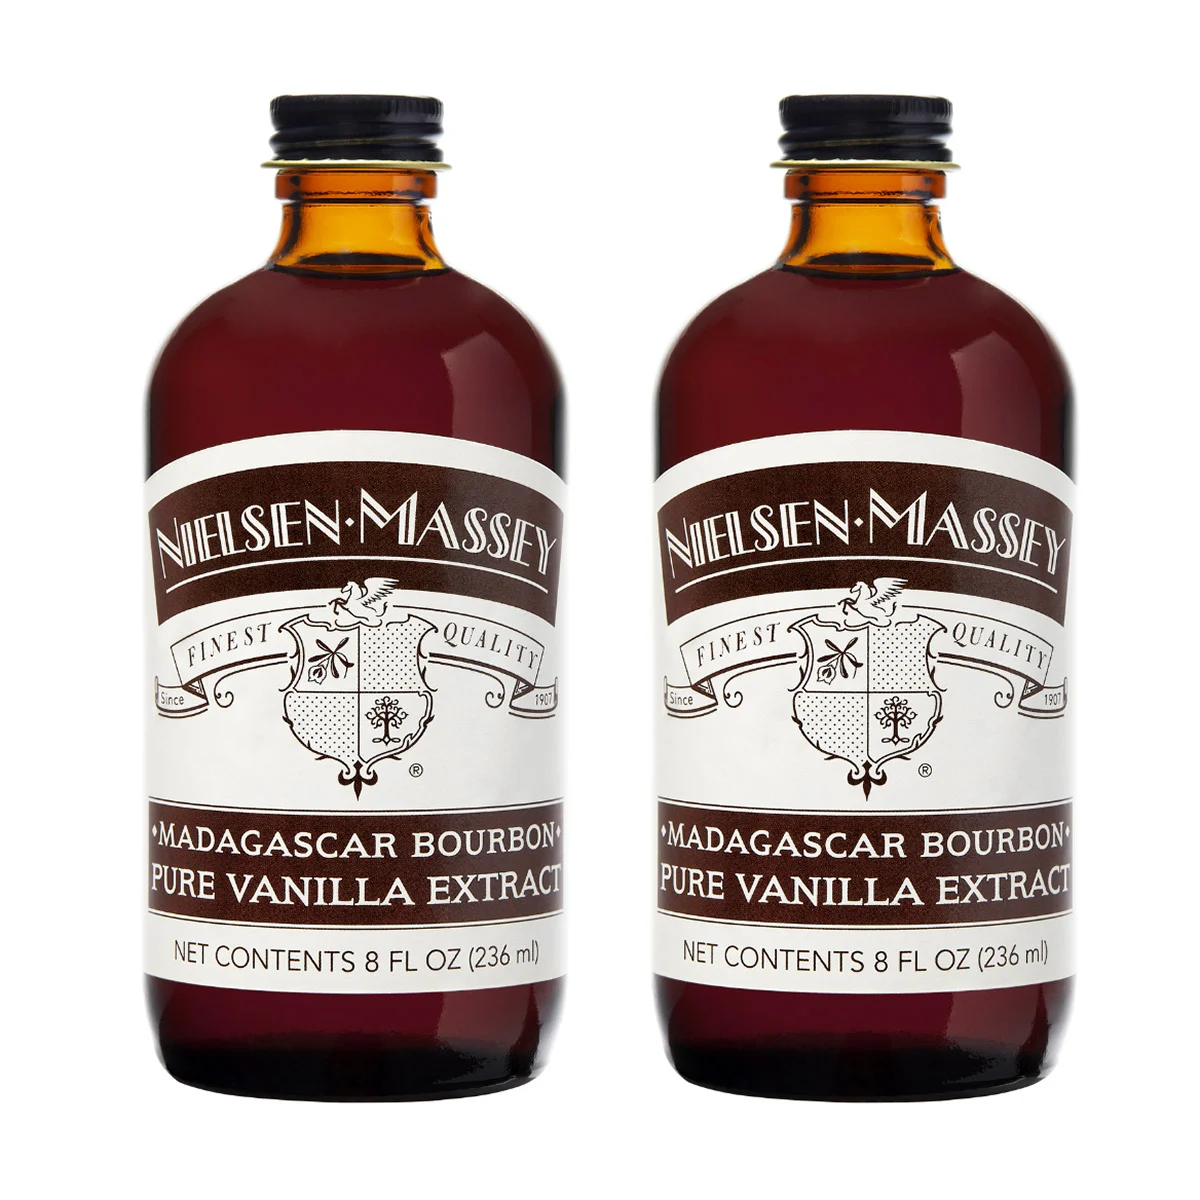 NIELSEN·MASSEY
FINEST QUALITY
Since 1907
®
·MADAGASCAR BOURBON·
PURE VANILLA EXTRACT
NET CONTENTS 8 FL OZ (236 ml)
NIELSEN·MASSEY
FINEST QUALITY
Since 1907
®
·MADAGASCAR BOURBON·
PURE VANILLA EXTRACT
NET CONTENTS 8 FL OZ (236 ml)